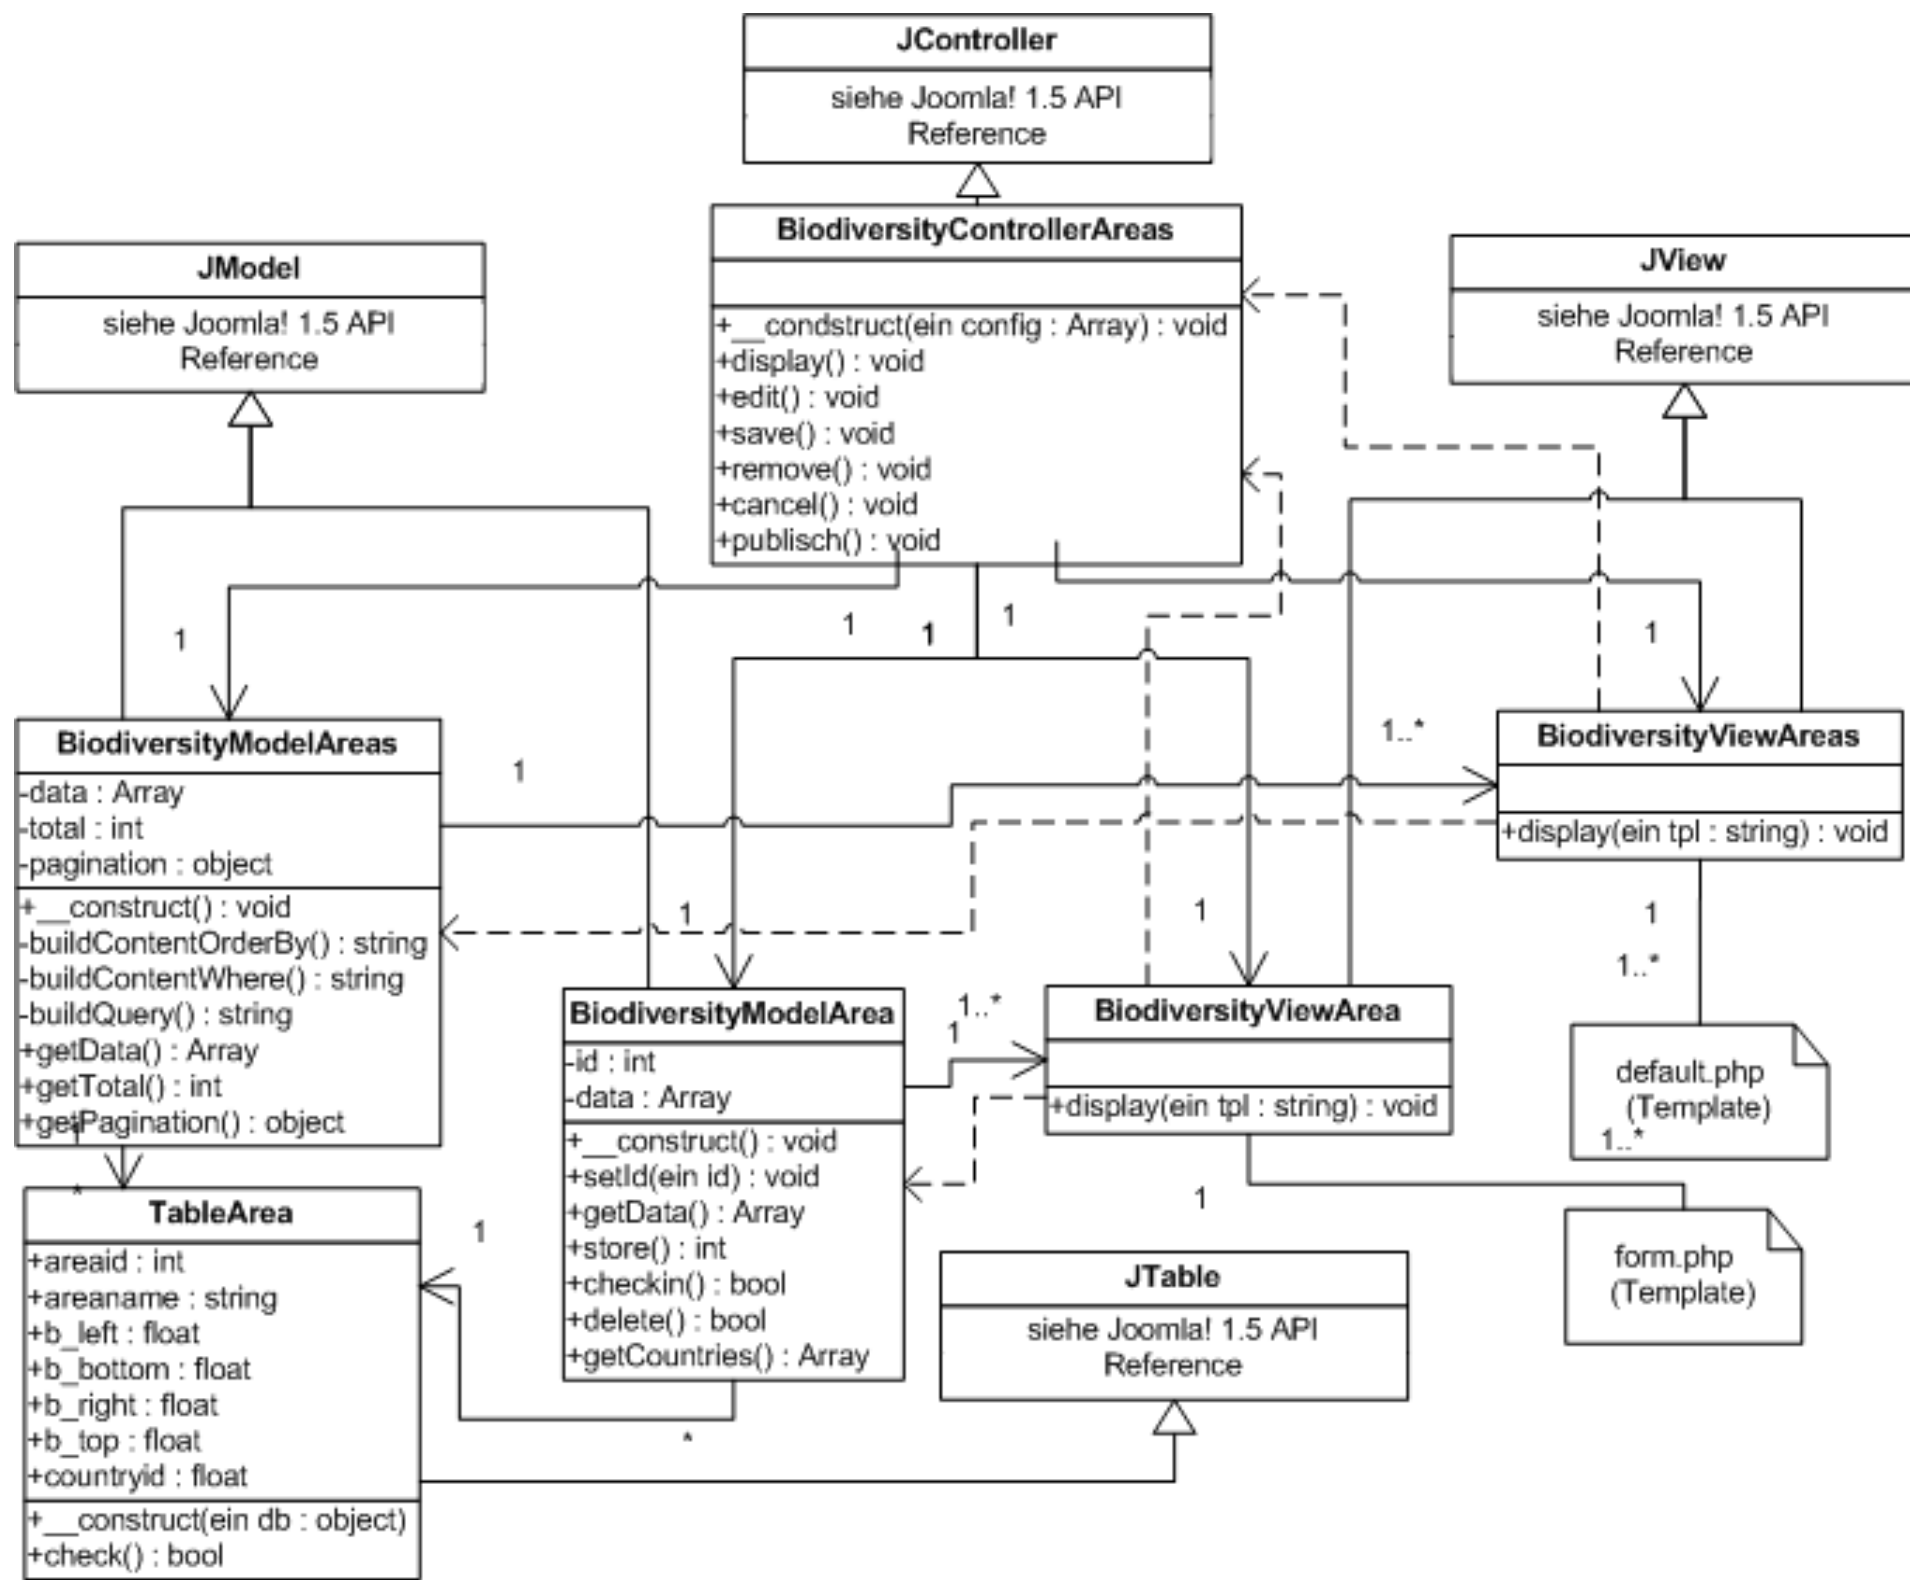 JController
siehe Joomla! 1.5 API
Reference
BiodiversityControllerAreas
+__condstruct(ein config : Array) : void
+display() : void
+edit() : void
+save() : void
+remove() : void
+cancel() : void
+publisch() : void
JModel
siehe Joomla! 1.5 API
Reference
JView
siehe Joomla! 1.5 API
Reference
1
1
1
1
1
BiodiversityModelAreas
-data : Array
-total : int
-pagination : object
+__construct() : void
-buildContentOrderBy() : string
-buildContentWhere() : string
-buildQuery() : string
+getData() : Array
+getTotal() : int
+getPagination() : object
1
1..*
BiodiversityViewAreas
+display(ein tpl : string) : void
1
1
1
1..*
BiodiversityModelArea
-id : int
-data : Array
+__construct() : void
+setId(ein id) : void
+getData() : Array
+store() : int
+checkin() : bool
+delete() : bool
+getCountries() : Array
1..*
1
BiodiversityViewArea
+display(ein tpl : string) : void
default.php
(Template)
1..*
1
form.php
(Template)
1
*
TableArea
+areaid : int
+areaname : string
+b_left : float
+b_bottom : float
+b_right : float
+b_top : float
+countryid : float
+__construct(ein db : object)
+check() : bool
1
*
JTable
siehe Joomla! 1.5 API
Reference